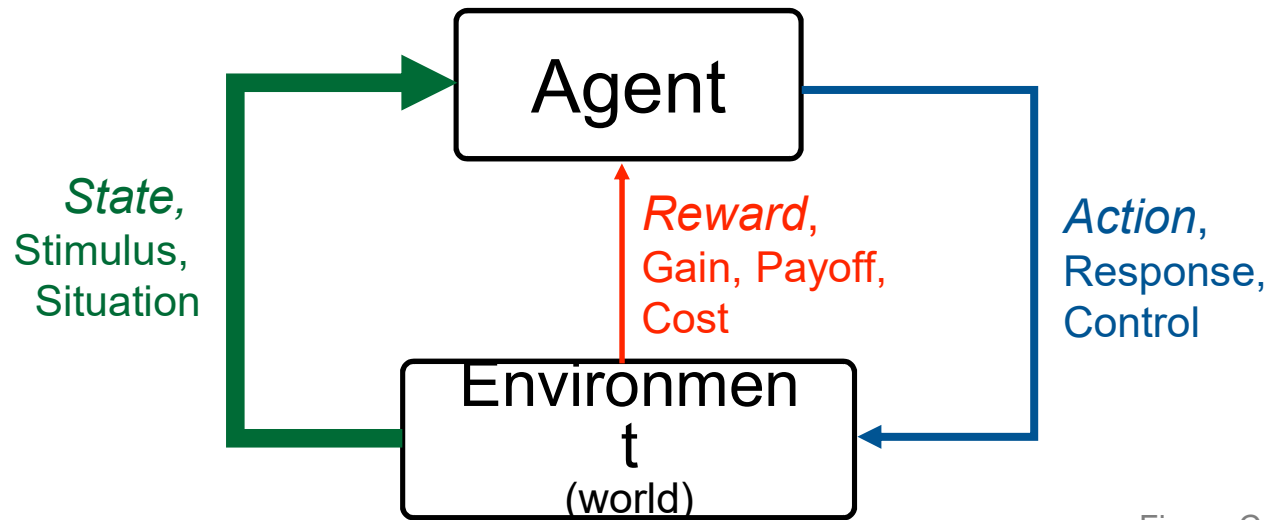 Agent
State,
Stimulus,
Situation
Reward,
Gain, Payoff,
Cost
Action,
Response,
Control
Environmen
t
(world)